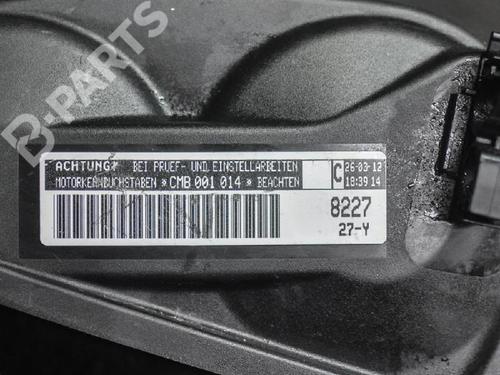 B-PARTS
*ACHTUNG* BEI PRUEF- UND EINSTELLARBEITEN
MOTORKENNBUCHSTABEN * CMB 001 014 * BEACHTEN
C
26-03-12
18:39 14
8227
27-Y